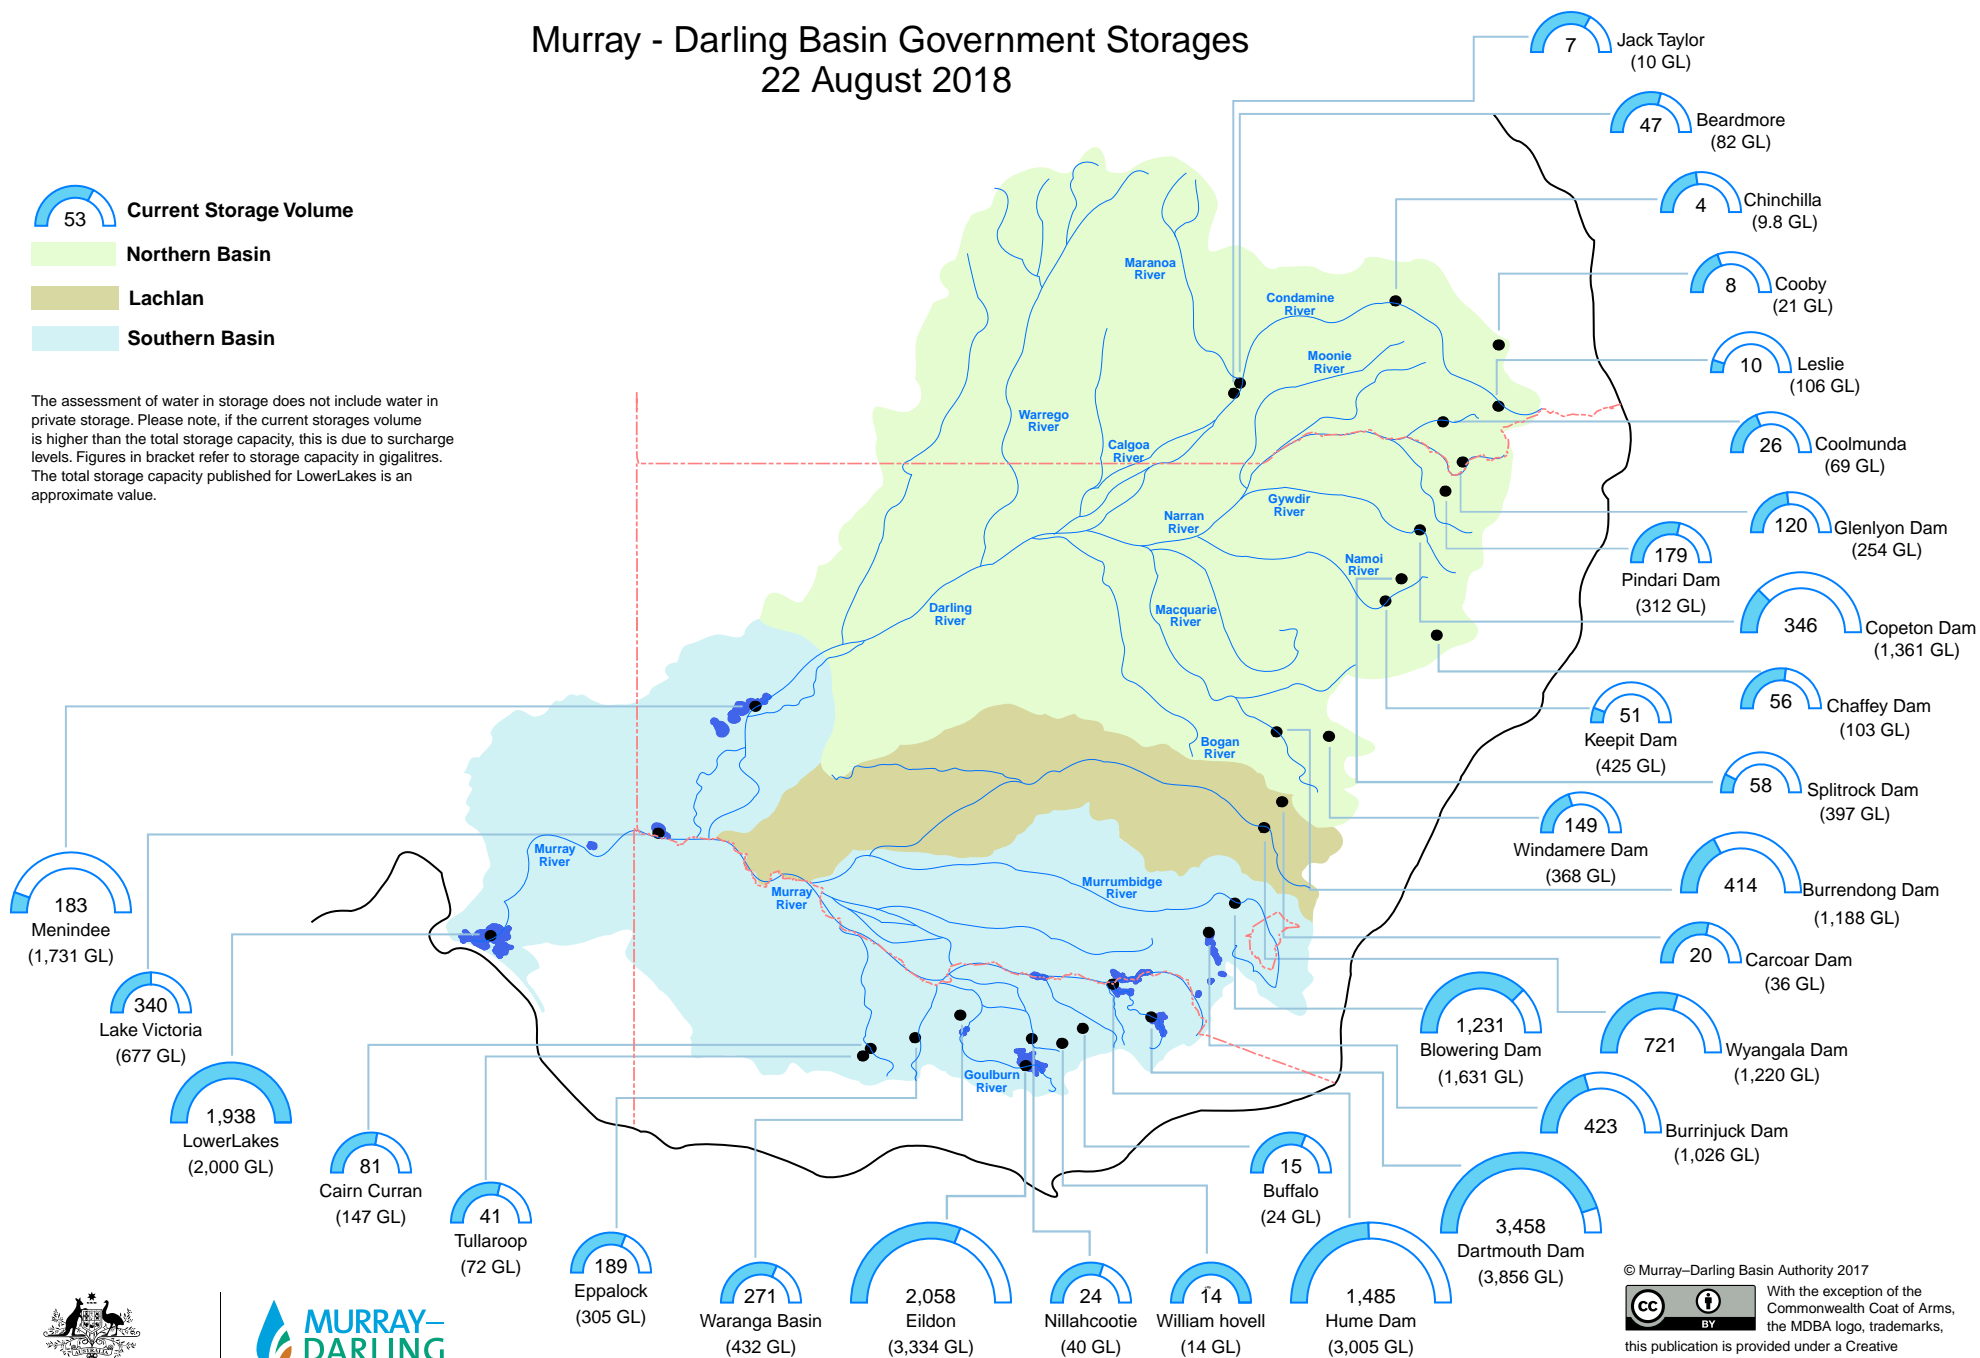 Murray - Darling Basin Government Storages
22 August 2018
53
Current Storage Volume
Northern Basin
Lachlan
Southern Basin
The assessment of water in storage does not include water in
private storage. Please note, if the current storages volume
is higher than the total storage capacity, this is due to surcharge
levels. Figures in bracket refer to storage capacity in gigalitres.
The total storage capacity published for LowerLakes is an
approximate value.
7
Jack Taylor
(10 GL)
47
Beardmore
(82 GL)
4
Chinchilla
(9.8 GL)
8
Cooby
(21 GL)
10
Leslie
(106 GL)
26
Coolmunda
(69 GL)
120
Glenlyon Dam
(254 GL)
179
Pindari Dam
(312 GL)
346
Copeton Dam
(1,361 GL)
56
Chaffey Dam
(103 GL)
51
Keepit Dam
(425 GL)
58
Splitrock Dam
(397 GL)
149
Windamere Dam
(368 GL)
414
Burrendong Dam
(1,188 GL)
20
Carcoar Dam
(36 GL)
1,231
Blowering Dam
(1,631 GL)
721
Wyangala Dam
(1,220 GL)
423
Burrinjuck Dam
(1,026 GL)
3,458
Dartmouth Dam
(3,856 GL)
15
Buffalo
(24 GL)
1,485
Hume Dam
(3,005 GL)
14
William hovell
(14 GL)
24
Nillahcootie
(40 GL)
2,058
Eildon
(3,334 GL)
271
Waranga Basin
(432 GL)
189
Eppalock
(305 GL)
41
Tullaroop
(72 GL)
81
Cairn Curran
(147 GL)
1,938
LowerLakes
(2,000 GL)
340
Lake Victoria
(677 GL)
183
Menindee
(1,731 GL)
Maranoa
River
Condamine
River
Moonie
River
Warrego
River
Calgoa
River
Gywdir
River
Narran
River
Namoi
River
Darling
River
Macquarie
River
Bogan
River
Murray
River
Murray
River
Murrumbidge
River
Goulburn
River
AUSTRALIA
MURRAY–
DARLING
© Murray–Darling Basin Authority 2017
cc
BY
With the exception of the
Commonwealth Coat of Arms,
the MDBA logo, trademarks,
this publication is provided under a Creative